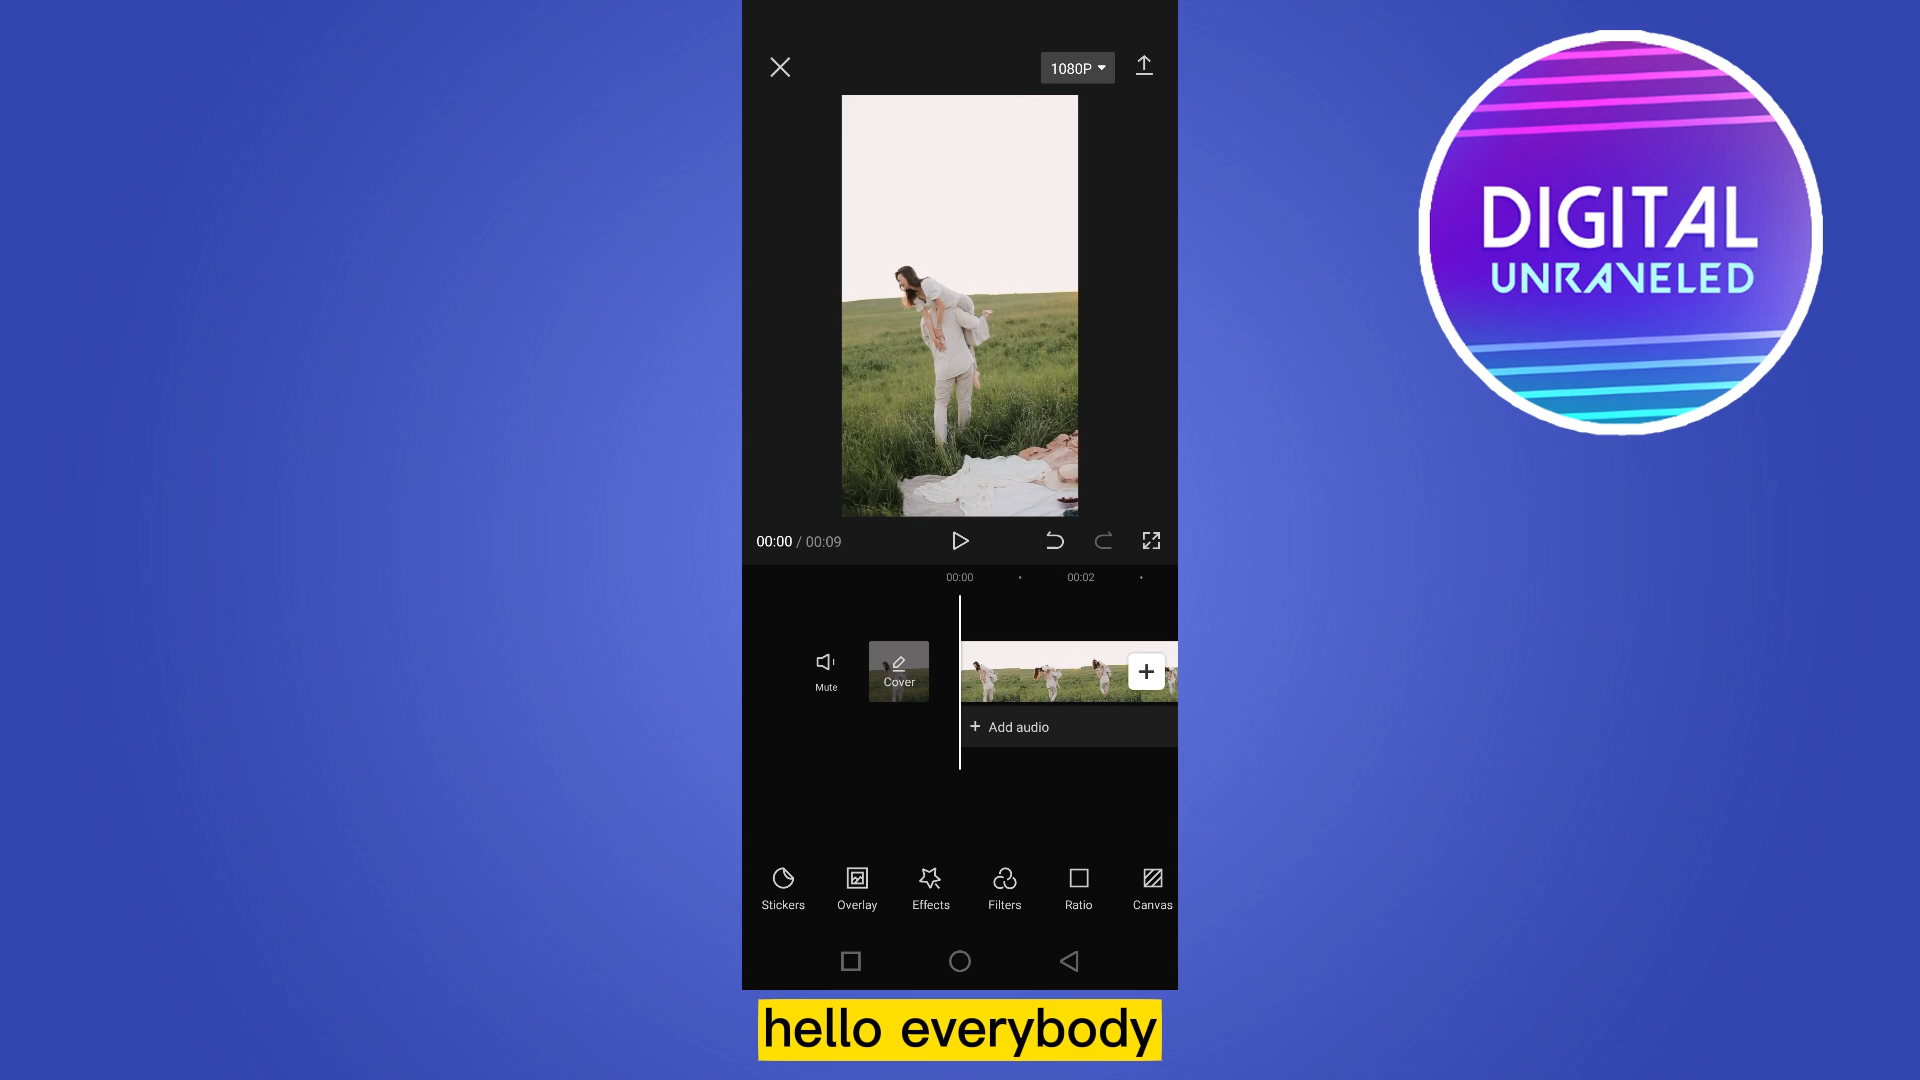 1080P
DIGITAL
UNRAVELED
00:00 / 00:09
00:00
00:02
Mute
Cover
+ Add audio
Stickers
Overlay
Effects
Filters
Ratio
Canvas
hello everybody